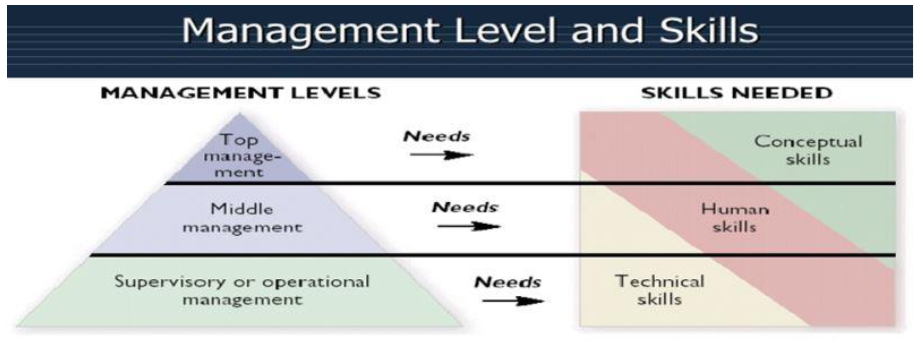 Management Level and Skills
MANAGEMENT LEVELS
SKILLS NEEDED
Top
manage-
ment
Needs
Conceptual
skills
Middle
management
Needs
Human
skills
Supervisory or operational
management
Needs
Technical
skills